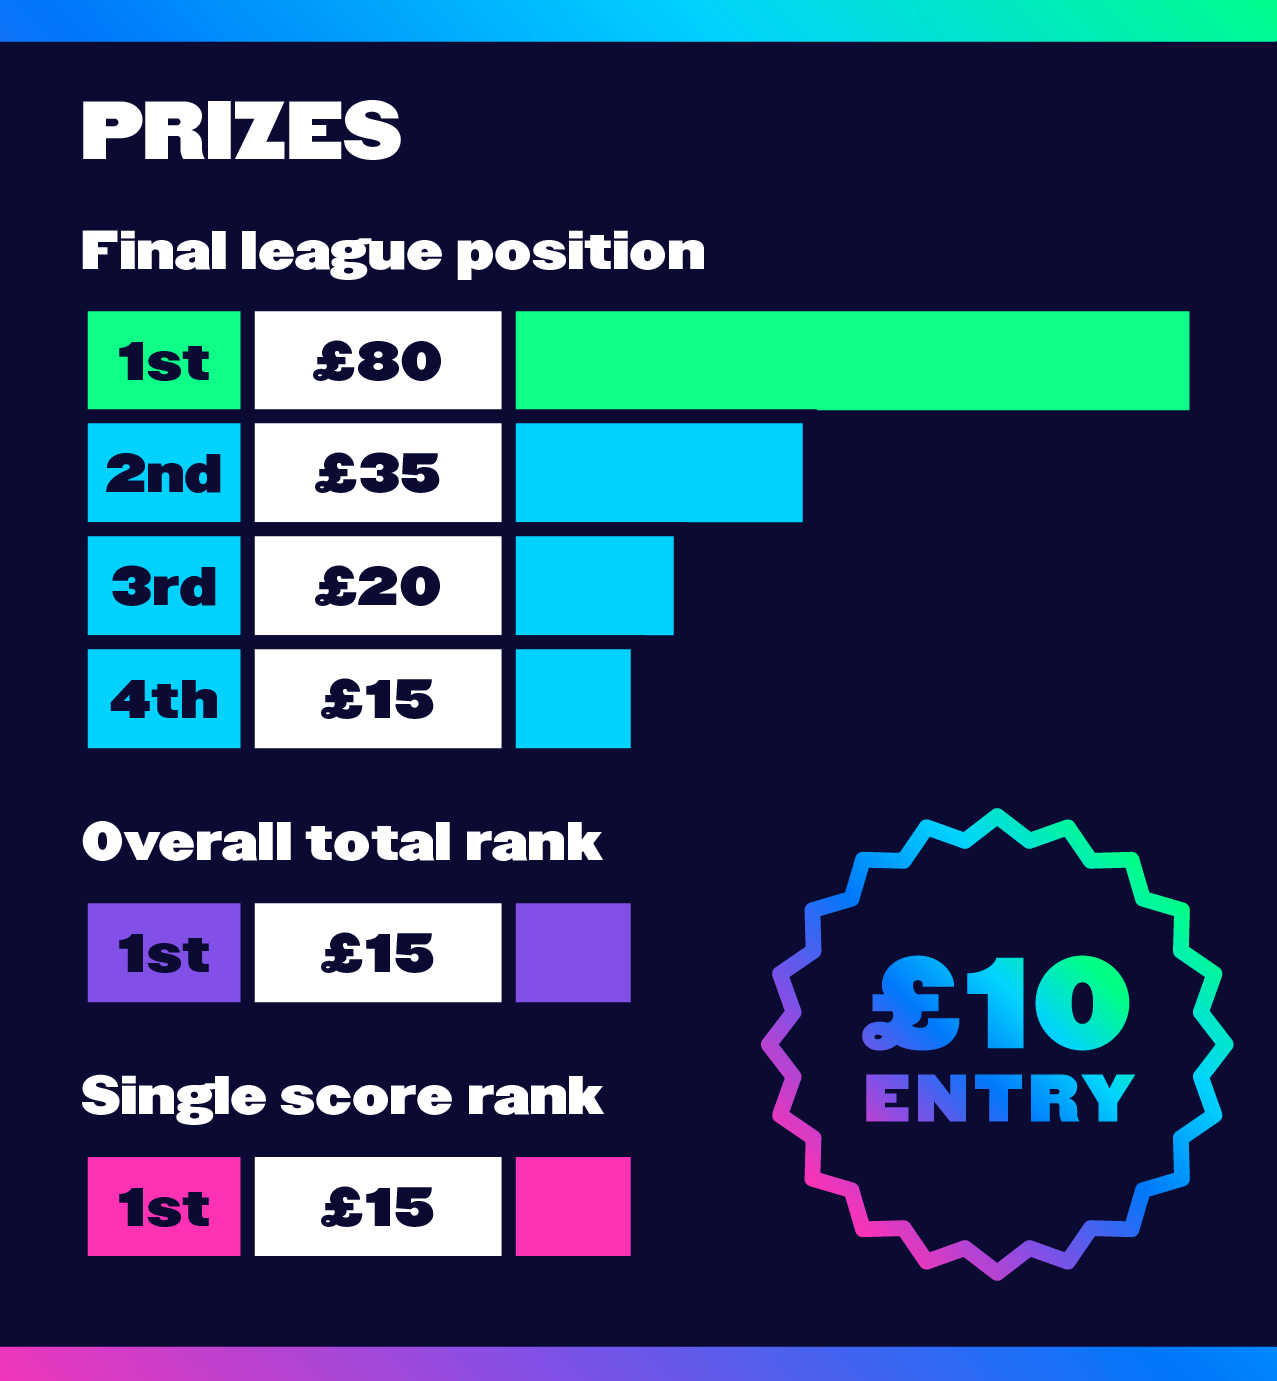 PRIZES
Final league position
1st £80
2nd £35
3rd £20
4th £15
Overall total rank
1st £15
£10
ENTRY
Single score rank
1st £15